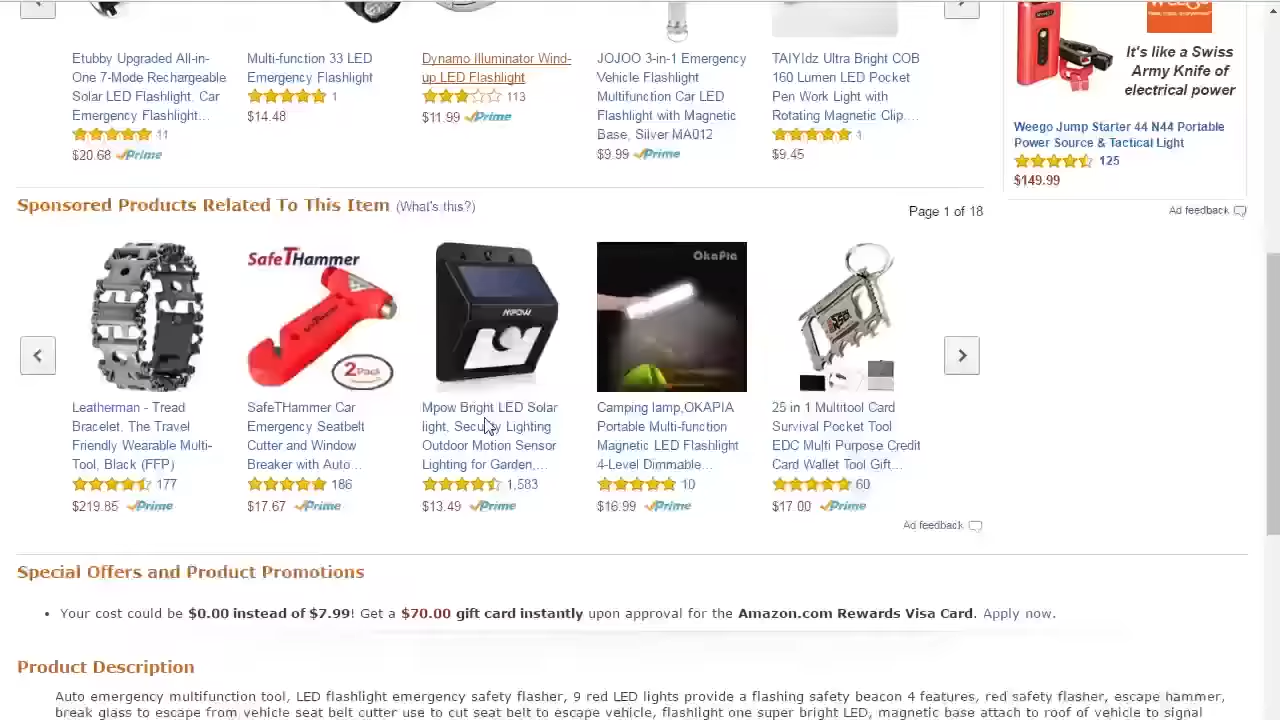 Etubby Upgraded All-in-
One 7-Mode Rechargeable
Solar LED Flashlight. Car
Emergency Flashlight...
11
$20.68 Prime
Multi-function 33 LED
Emergency Flashlight
1
$14.48
Dynamo Illuminator Wind-
up LED Flashlight
113
$11.99 Prime
JOJOO 3-in-1 Emergency
Vehicle Flashlight
Multifunction Car LED
Flashlight with Magnetic
Base, Silver MA012
$9.99 Prime
TAIYIdz Ultra Bright COB
160 Lumen LED Pocket
Pen Work Light with
Rotating Magnetic Clip....
1
$9.45
Weego
It's like a Swiss
Army Knife of
electrical power
Weego Jump Starter 44 N44 Portable
Power Source & Tactical Light
125
$149.99
Ad feedback
Sponsored Products Related To This Item (What's this?)
Page 1 of 18
SafeTHammer
2 Pack
MPOW
OkaPia
Leatherman - Tread
Bracelet. The Travel
Friendly Wearable Multi-
Tool, Black (FFP)
177
$219.85 Prime
SafeTHammer Car
Emergency Seatbelt
Cutter and Window
Breaker with Auto...
186
$17.67 Prime
Mpow Bright LED Solar
light, Security Lighting
Outdoor Motion Sensor
Lighting for Garden,...
1,583
$13.49 Prime
Camping lamp,OKAPIA
Portable Multi-function
Magnetic LED Flashlight
4-Level Dimmable...
10
$16.99 Prime
25 in 1 Multitool Card
Survival Pocket Tool
EDC Multi Purpose Credit
Card Wallet Tool Gift...
60
$17.00 Prime
Ad feedback
Special Offers and Product Promotions
• Your cost could be $0.00 instead of $7.99! Get a $70.00 gift card instantly upon approval for the Amazon.com Rewards Visa Card. Apply now.
Product Description
Auto emergency multifunction tool, LED flashlight emergency safety flasher, 9 red LED lights provide a flashing safety beacon 4 features, red safety flasher, escape hammer,
break glass to escape from vehicle seat belt cutter use to cut seat belt to escape vehicle, flashlight one super bright LED, magnetic base attach to roof of vehicle to signal